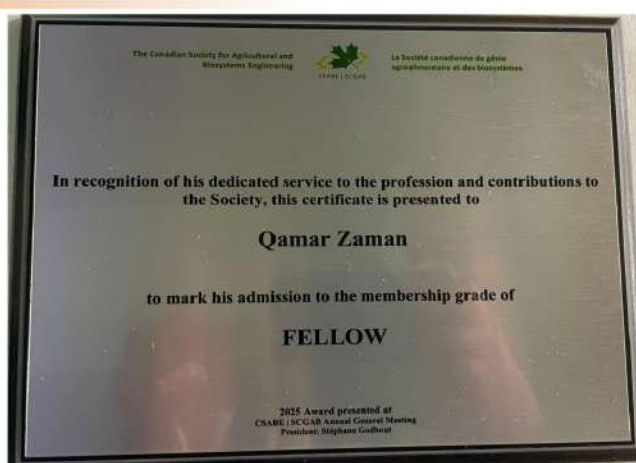 The Canadian Society for Agricultural and
Biosystems Engineering
CSABE | SCGAB
La Société canadienne de génie
agroalimentaire et des biosystèmes
In recognition of his dedicated service to the profession and contributions to
the Society, this certificate is presented to
Qamar Zaman
to mark his admission to the membership grade of
FELLOW
2025 Award presented at
CSABE | SCGAB Annual General Meeting
President: Stéphane Godbout